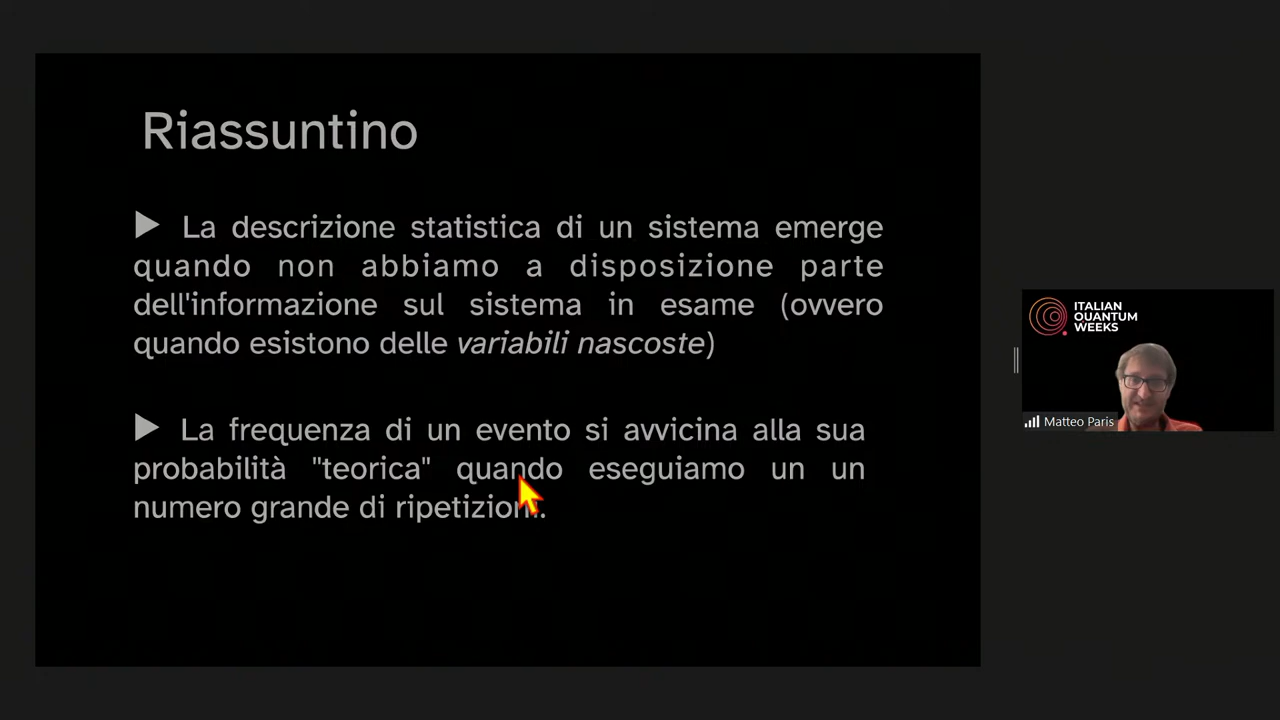 Riassuntino
▶ La descrizione statistica di un sistema emerge
quando non abbiamo a disposizione parte
dell'informazione sul sistema in esame (ovvero
quando esistono delle variabili nascoste)
▶ La frequenza di un evento si avvicina alla sua
probabilità "teorica" quando eseguiamo un un
numero grande di ripetizioni.
ITALIAN
QUANTUM
WEEKS
Matteo Paris